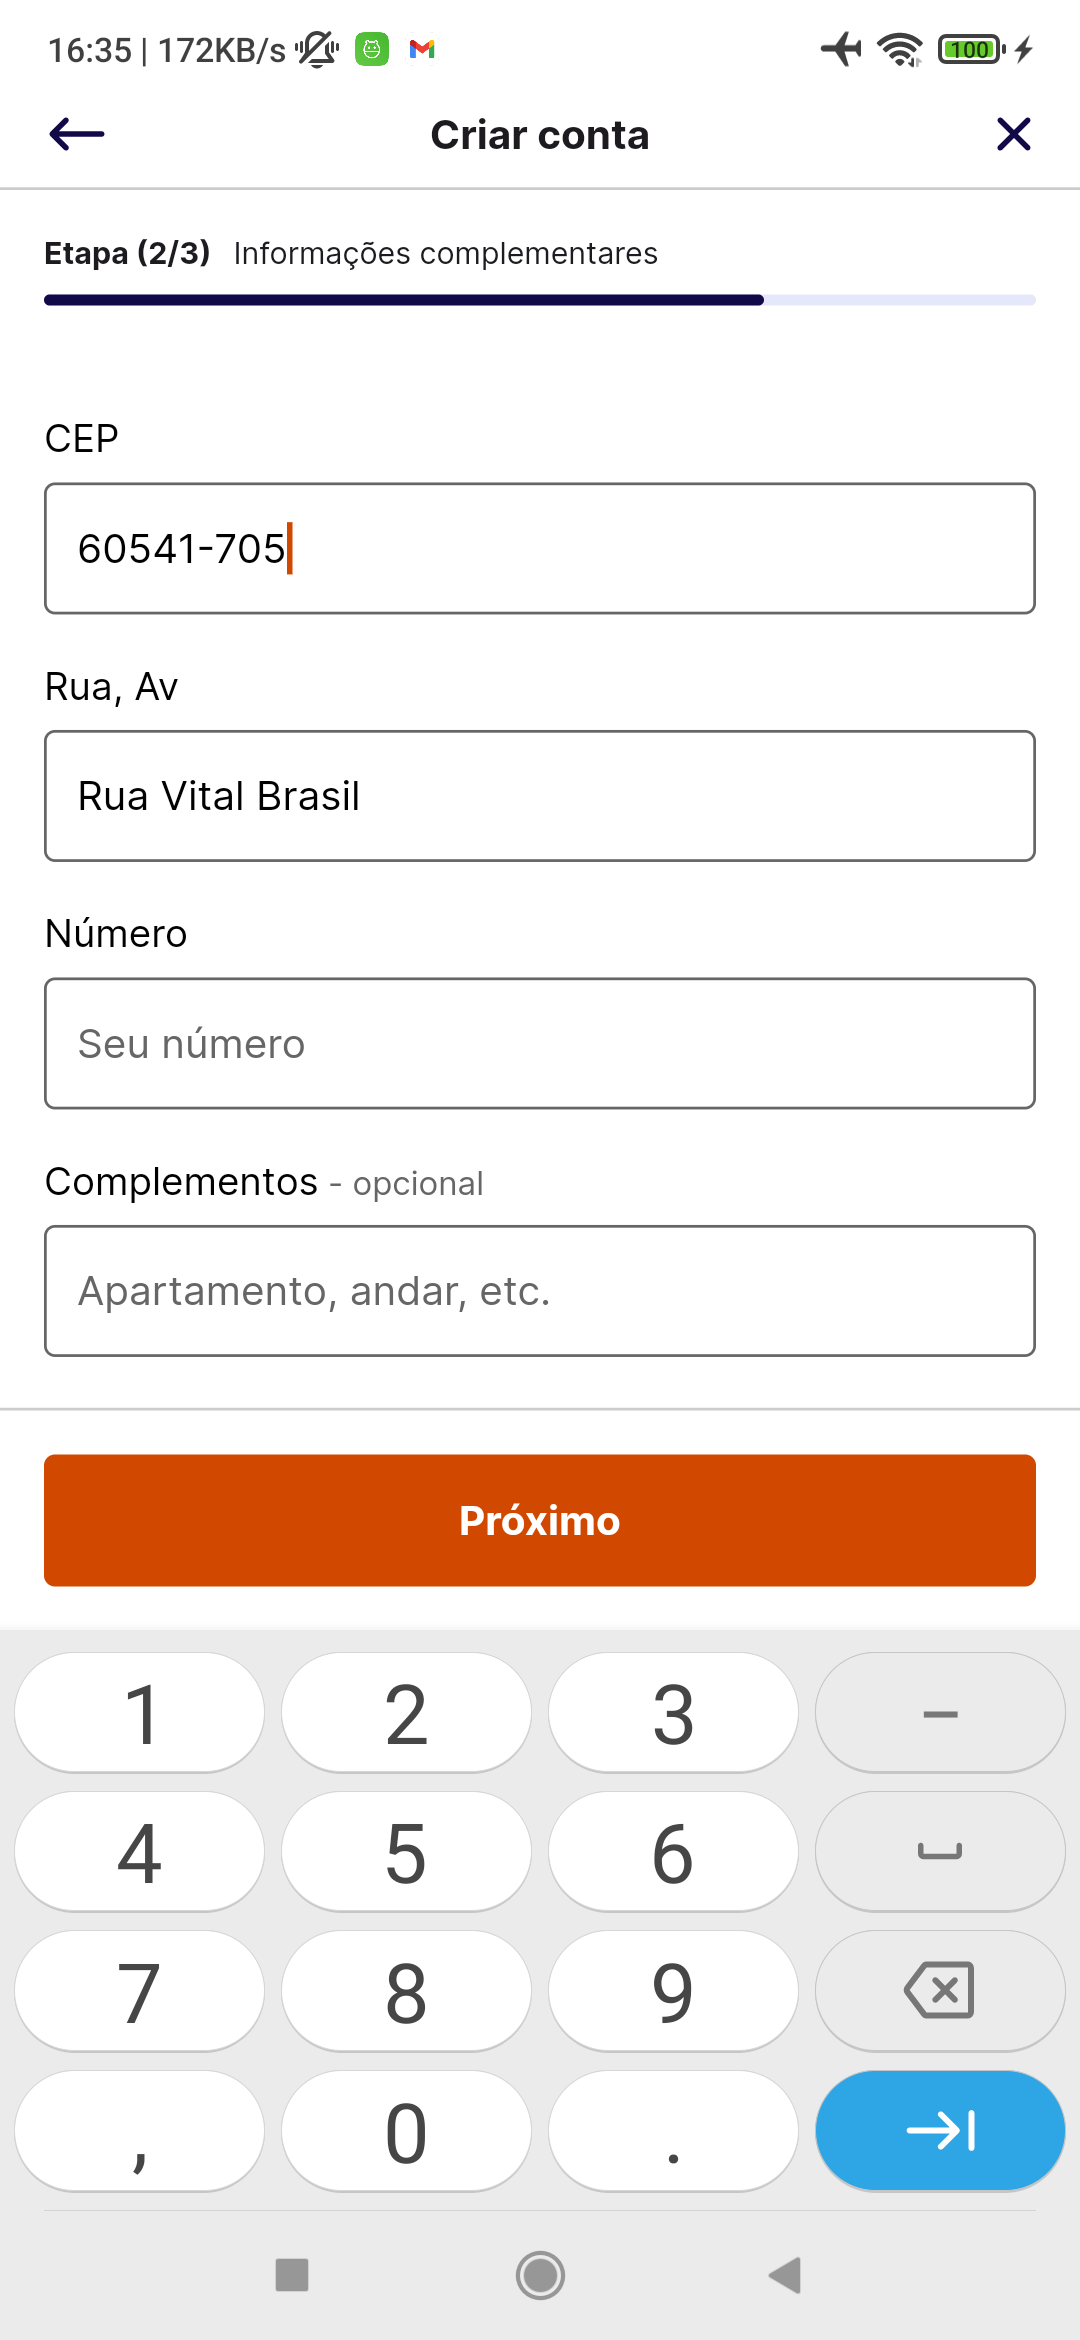 16:35 | 172KB/s
100
Criar conta
Etapa (2/3) Informações complementares
CEP
60541-705
Rua, Av
Rua Vital Brasil
Número
Seu número
Complementos - opcional
Apartamento, andar, etc.
Próximo
1 2 3 –
4 5 6
7 8 9
, 0 .